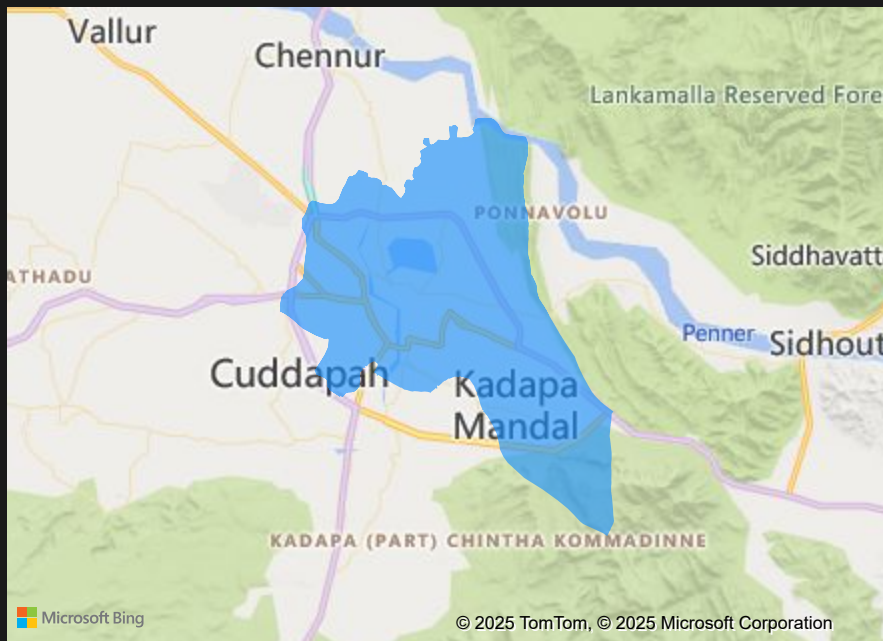 Vallur
Chennur
Lankamalla Reserved Fore
PONNAVOLU
Siddhavatt
ATHADU
Penner
Sidhout
Cuddapah
Kadapa
Mandal
KADAPA (PART) CHINTHA KOMMADINNE
Microsoft Bing
© 2025 TomTom, © 2025 Microsoft Corporation